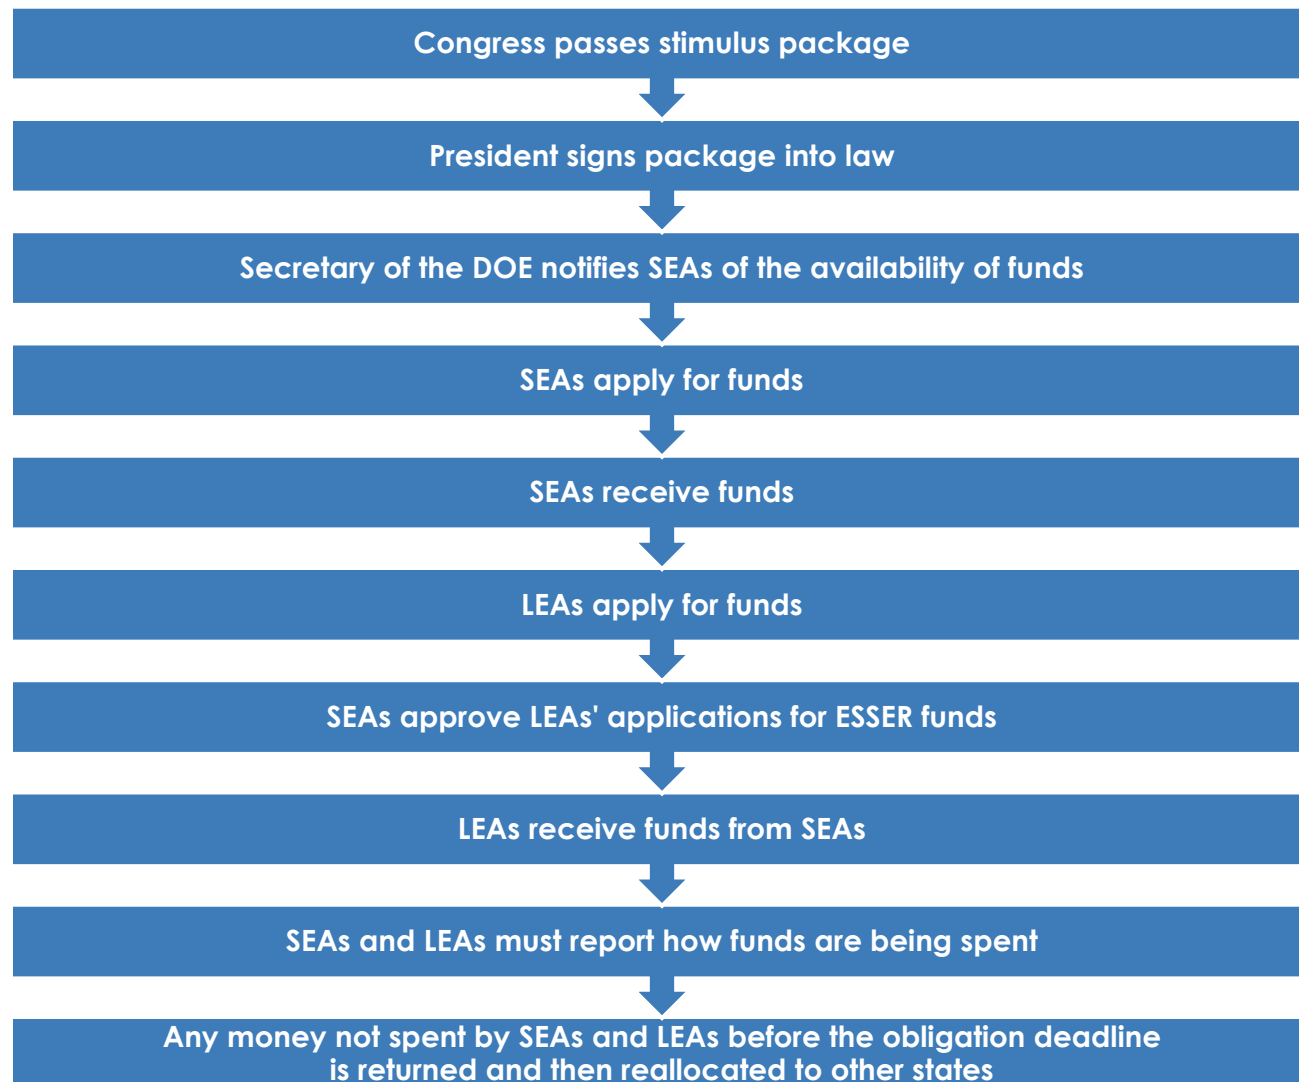 Congress passes stimulus package
President signs package into law
Secretary of the DOE notifies SEAs of the availability of funds
SEAs apply for funds
SEAs receive funds
LEAs apply for funds
SEAs approve LEAs' applications for ESSER funds
LEAs receive funds from SEAs
SEAs and LEAs must report how funds are being spent
Any money not spent by SEAs and LEAs before the obligation deadline
is returned and then reallocated to other states